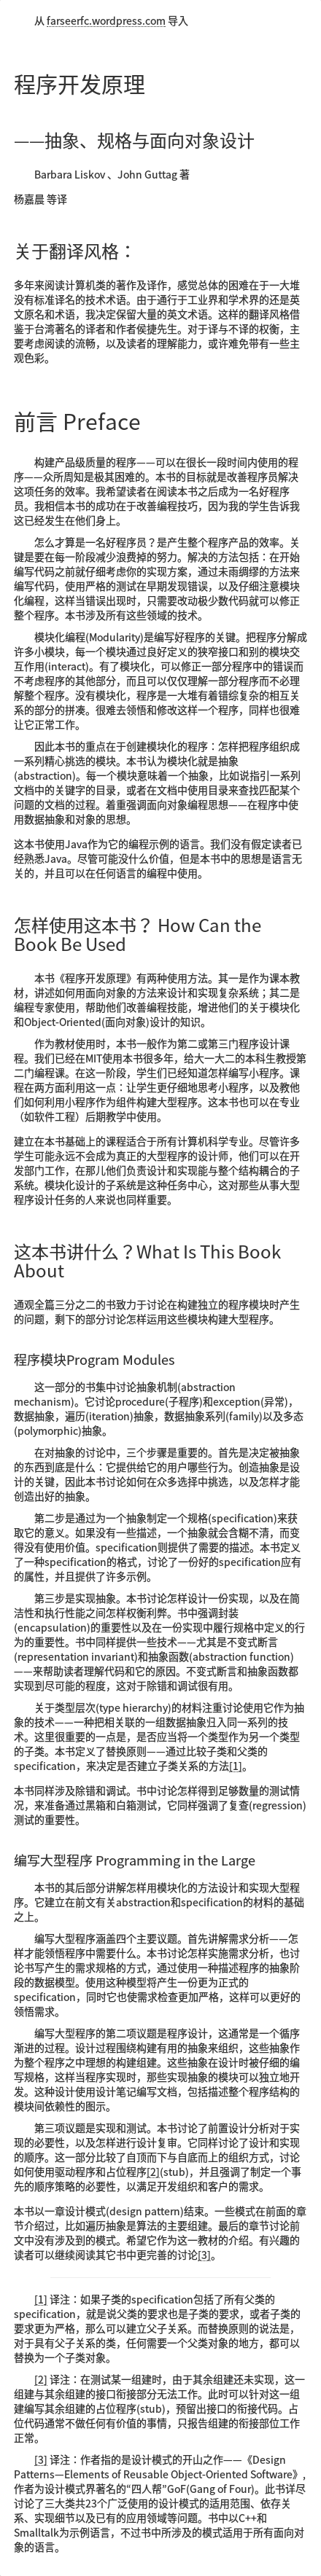 从 farseerfc.wordpress.com 导入
程序开发原理
——抽象、规格与面向对象设计
Barbara Liskov 、John Guttag 著
杨嘉晨 等译
关于翻译风格：
多年来阅读计算机类的著作及译作，感觉总体的困难在于一大堆
没有标准译名的技术术语。由于通行于工业界和学术界的还是英
文原名和术语，我决定保留大量的英文术语。这样的翻译风格借
鉴于台湾著名的译者和作者侯捷先生。对于译与不译的权衡，主
要考虑阅读的流畅，以及读者的理解能力，或许难免带有一些主
观色彩。
前言 Preface
构建产品级质量的程序——可以在很长一段时间内使用的程
序——众所周知是极其困难的。本书的目标就是改善程序员解决
这项任务的效率。我希望读者在阅读本书之后成为一名好程序
员。我相信本书的成功在于改善编程技巧，因为我的学生告诉我
这已经发生在他们身上。
怎么才算是一名好程序员？是产生整个程序产品的效率。关
键是要在每一阶段减少浪费掉的努力。解决的方法包括：在开始
编写代码之前就仔细考虑你的实现方案，通过未雨绸缪的方法来
编写代码，使用严格的测试在早期发现错误，以及仔细注意模块
化编程，这样当错误出现时，只需要改动极少数代码就可以修正
整个程序。本书涉及所有这些领域的技术。
模块化编程(Modularity)是编写好程序的关键。把程序分解成
许多小模块，每一个模块通过良好定义的狭窄接口和别的模块交
互作用(interact)。有了模块化，可以修正一部分程序中的错误而
不考虑程序的其他部分，而且可以仅仅理解一部分程序而不必理
解整个程序。没有模块化，程序是一大堆有着错综复杂的相互关
系的部分的拼凑。很难去领悟和修改这样一个程序，同样也很难
让它正常工作。
因此本书的重点在于创建模块化的程序：怎样把程序组织成
一系列精心挑选的模块。本书认为模块化就是抽象
(abstraction)。每一个模块意味着一个抽象，比如说指引一系列
文档中的关键字的目录，或者在文档中使用目录来查找匹配某个
问题的文档的过程。着重强调面向对象编程思想——在程序中使
用数据抽象和对象的思想。
这本书使用Java作为它的编程示例的语言。我们没有假定读者已
经熟悉Java。尽管可能没什么价值，但是本书中的思想是语言无
关的，并且可以在任何语言的编程中使用。
怎样使用这本书？ How Can the
Book Be Used
本书《程序开发原理》有两种使用方法。其一是作为课本教
材，讲述如何用面向对象的方法来设计和实现复杂系统；其二是
编程专家使用，帮助他们改善编程技能，增进他们的关于模块化
和Object-Oriented(面向对象)设计的知识。
作为教材使用时，本书一般作为第二或第三门程序设计课
程。我们已经在MIT使用本书很多年，给大一大二的本科生教授第
二门编程课。在这一阶段，学生们已经知道怎样编写小程序。课
程在两方面利用这一点：让学生更仔细地思考小程序，以及教他
们如何利用小程序作为组件构建大型程序。这本书也可以在专业
（如软件工程）后期教学中使用。
建立在本书基础上的课程适合于所有计算机科学专业。尽管许多
学生可能永远不会成为真正的大型程序的设计师，他们可以在开
发部门工作，在那儿他们负责设计和实现能与整个结构耦合的子
系统。模块化设计的子系统是这种任务中心，这对那些从事大型
程序设计任务的人来说也同样重要。
这本书讲什么？What Is This Book
About
通观全篇三分之二的书致力于讨论在构建独立的程序模块时产生
的问题，剩下的部分讨论怎样运用这些模块构建大型程序。
程序模块Program Modules
这一部分的书集中讨论抽象机制(abstraction
mechanism)。它讨论procedure(子程序)和exception(异常)，
数据抽象，遍历(iteration)抽象，数据抽象系列(family)以及多态
(polymorphic)抽象。
在对抽象的讨论中，三个步骤是重要的。首先是决定被抽象
的东西到底是什么：它提供给它的用户哪些行为。创造抽象是设
计的关键，因此本书讨论如何在众多选择中挑选，以及怎样才能
创造出好的抽象。
第二步是通过为一个抽象制定一个规格(specification)来获
取它的意义。如果没有一些描述，一个抽象就会含糊不清，而变
得没有使用价值。specification则提供了需要的描述。本书定义
了一种specification的格式，讨论了一份好的specification应有
的属性，并且提供了许多示例。
第三步是实现抽象。本书讨论怎样设计一份实现，以及在简
洁性和执行性能之间怎样权衡利弊。书中强调封装
(encapsulation)的重要性以及在一份实现中履行规格中定义的行
为的重要性。书中同样提供一些技术——尤其是不变式断言
(representation invariant)和抽象函数(abstraction function)
——来帮助读者理解代码和它的原因。不变式断言和抽象函数都
实现到尽可能的程度，这对于除错和调试很有用。
关于类型层次(type hierarchy)的材料注重讨论使用它作为抽
象的技术——一种把相关联的一组数据抽象归入同一系列的技
术。这里很重要的一点是，是否应当将一个类型作为另一个类型
的子类。本书定义了替换原则——通过比较子类和父类的
specification，来决定是否建立子类关系的方法[1]。
本书同样涉及除错和调试。书中讨论怎样得到足够数量的测试情
况，来准备通过黑箱和白箱测试，它同样强调了复查(regression)
测试的重要性。
编写大型程序 Programming in the Large
本书的其后部分讲解怎样用模块化的方法设计和实现大型程
序。它建立在前文有关abstraction和specification的材料的基础
之上。
编写大型程序涵盖四个主要议题。首先讲解需求分析——怎
样才能领悟程序中需要什么。本书讨论怎样实施需求分析，也讨
论书写产生的需求规格的方式，通过使用一种描述程序的抽象阶
段的数据模型。使用这种模型将产生一份更为正式的
specification，同时它也使需求检查更加严格，这样可以更好的
领悟需求。
编写大型程序的第二项议题是程序设计，这通常是一个循序
渐进的过程。设计过程围绕构建有用的抽象来组织，这些抽象作
为整个程序之中理想的构建组建。这些抽象在设计时被仔细的编
写规格，这样当程序实现时，那些实现抽象的模块可以独立地开
发。这种设计使用设计笔记编写文档，包括描述整个程序结构的
模块间依赖性的图示。
第三项议题是实现和测试。本书讨论了前置设计分析对于实
现的必要性，以及怎样进行设计复审。它同样讨论了设计和实现
的顺序。这一部分比较了自顶而下与自底而上的组织方式，讨论
如何使用驱动程序和占位程序[2](stub)，并且强调了制定一个事
先的顺序策略的必要性，以满足开发组织和客户的需求。
本书以一章设计模式(design pattern)结束。一些模式在前面的章
节介绍过，比如遍历抽象是算法的主要组建。最后的章节讨论前
文中没有涉及到的模式。希望它作为这一教材的介绍。有兴趣的
读者可以继续阅读其它书中更完善的讨论[3]。
[1] 译注：如果子类的specification包括了所有父类的
specification，就是说父类的要求也是子类的要求，或者子类的
要求更为严格，那么可以建立父子关系。而替换原则的说法是，
对于具有父子关系的类，任何需要一个父类对象的地方，都可以
替换为一个子类对象。
[2] 译注：在测试某一组建时，由于其余组建还未实现，这一
组建与其余组建的接口衔接部分无法工作。此时可以针对这一组
建编写其余组建的占位程序(stub)，预留出接口的衔接代码。占
位代码通常不做任何有价值的事情，只报告组建的衔接部位工作
正常。
[3] 译注：作者指的是设计模式的开山之作——《Design
Patterns—Elements of Reusable Object-Oriented Software》，
作者为设计模式界著名的“四人帮”GoF(Gang of Four)。此书详尽
讨论了三大类共23个广泛使用的设计模式的适用范围、依存关
系、实现细节以及已有的应用领域等问题。书中以C++和
Smalltalk为示例语言，不过书中所涉及的模式适用于所有面向对
象的语言。